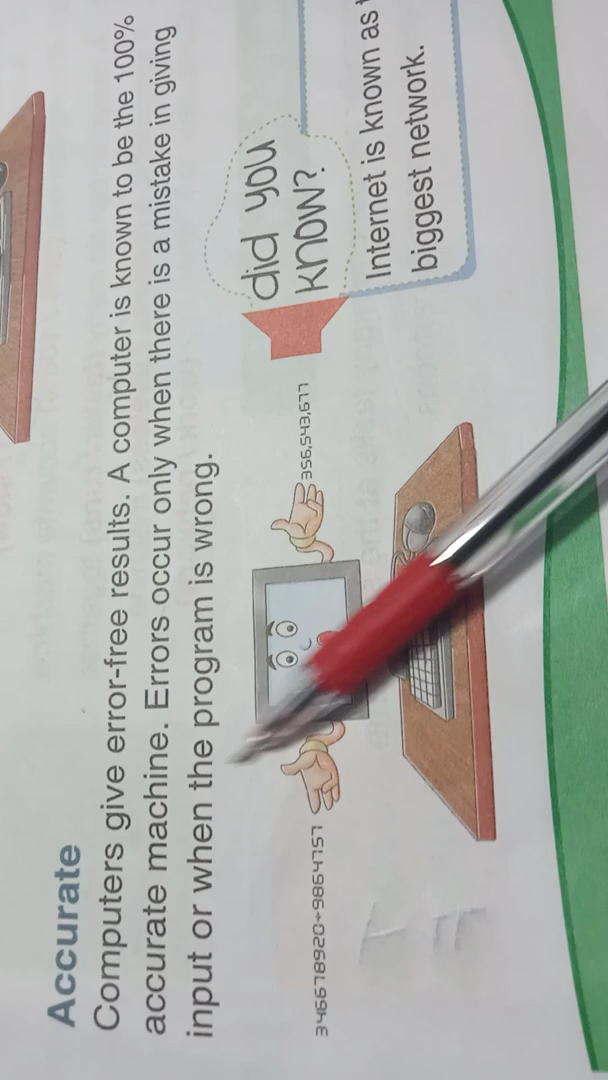 Accurate
Computers give error-free results. A computer is known to be the 100%
accurate machine. Errors occur only when there is a mistake in giving
input or when the program is wrong.
346678920+9864757
356,543,677
did you
know?
Internet is known as
biggest network.